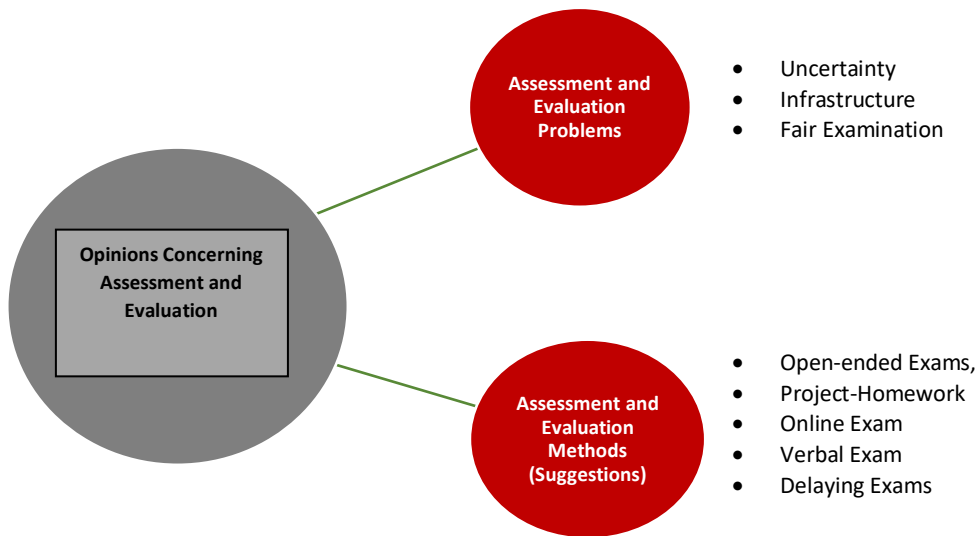 Assessment and
Evaluation
Problems
• Uncertainty
• Infrastructure
• Fair Examination
Opinions Concerning
Assessment and
Evaluation
Assessment and
Evaluation
Methods
(Suggestions)
• Open-ended Exams,
• Project-Homework
• Online Exam
• Verbal Exam
• Delaying Exams